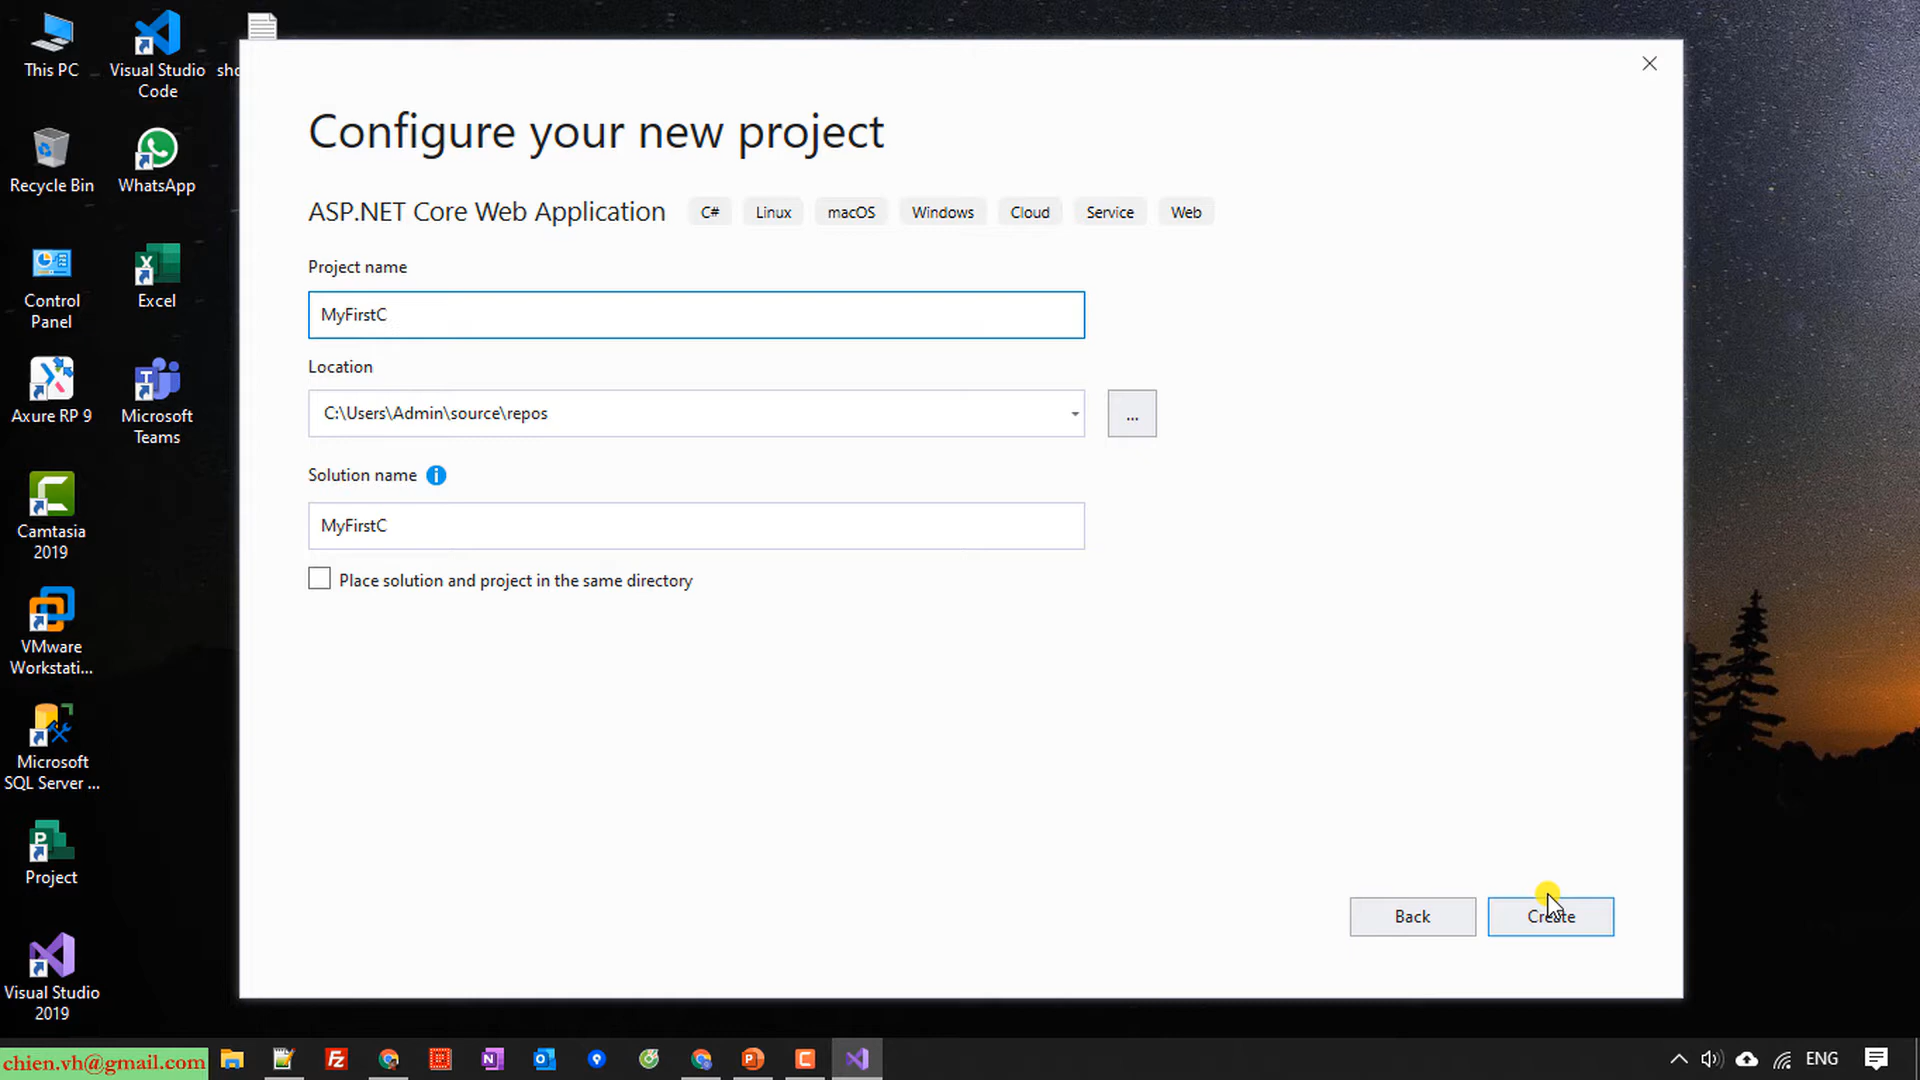 This PC
Visual Studio
Code
Recycle Bin
WhatsApp
Control
Panel
Excel
Axure RP 9
Microsoft
Teams
Camtasia
2019
VMware
Workstati...
Microsoft
SQL Server ...
Project
Visual Studio
2019
Configure your new project
ASP.NET Core Web Application
C#
Linux
macOS
Windows
Cloud
Service
Web
Project name
MyFirstC
Location
C:\Users\Admin\source\repos
...
Solution name
MyFirstC
Place solution and project in the same directory
Back
Create
chien.vh@gmail.com
ENG